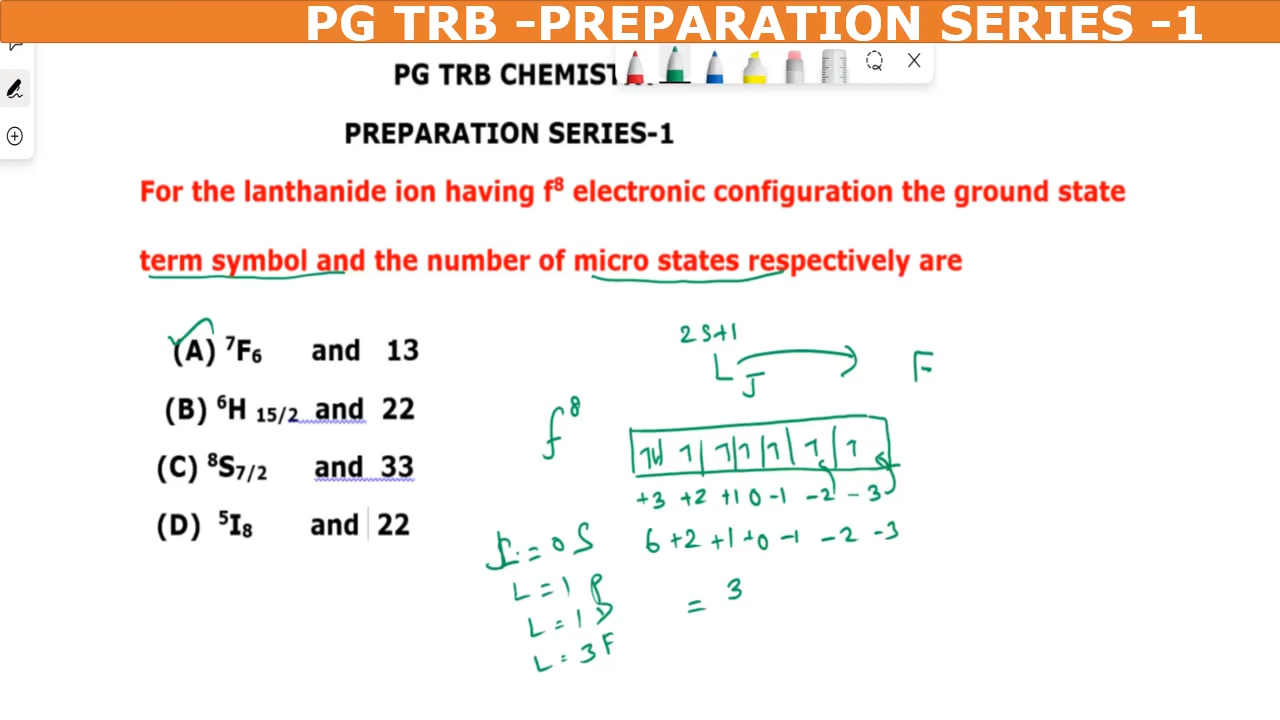 PG TRB -PREPARATION SERIES -1
PG TRB CHEMIST
PREPARATION SERIES-1
For the lanthanide ion having f⁸ electronic configuration the ground state
term symbol and the number of micro states respectively are
(A) ⁷F₆ and 13
(B) ⁶H 15/2 and 22
(C) ⁸S7/2 and 33
(D) ⁵I₈ and 22
2S+1
L J F
f⁸
+3 +2 +1 0 -1 -2 -3
6 +2 +1 +0 -1 -2 -3
= 3
L = 0 S
L = 1 P
L = 1 D
L = 3 F